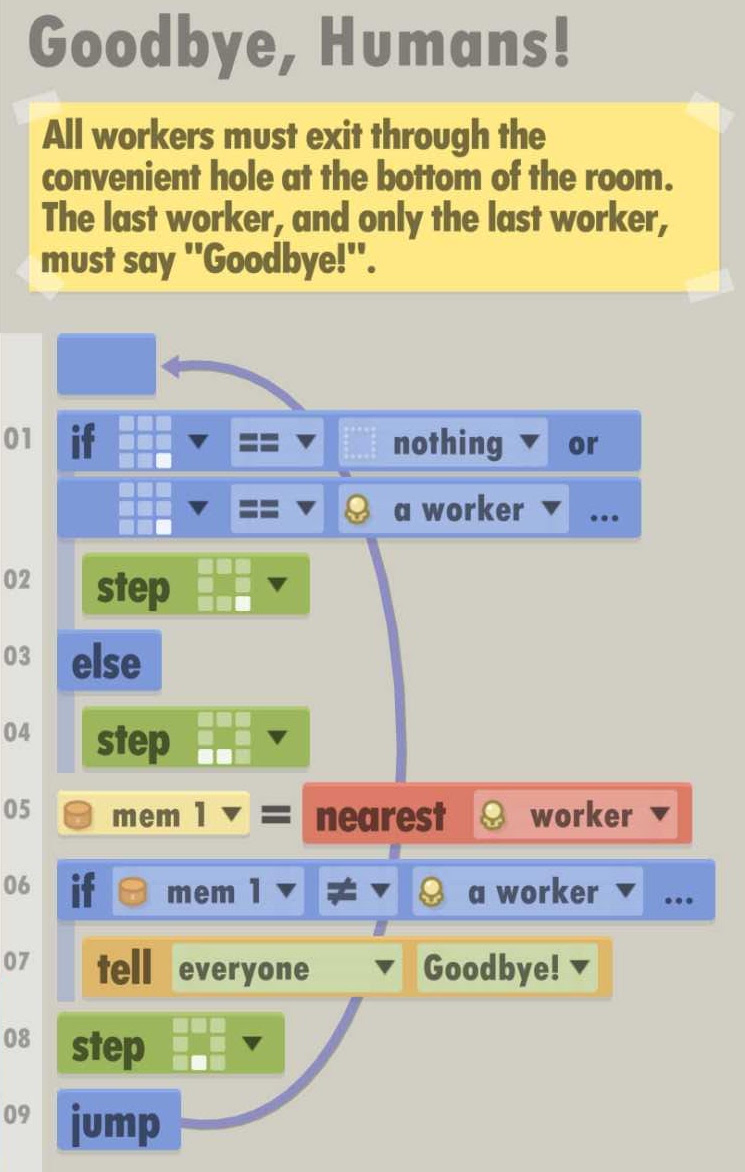 Goodbye, Humans!
All workers must exit through the
convenient hole at the bottom of the room.
The last worker, and only the last worker,
must say "Goodbye!".
01 if == nothing or
== a worker ...
02 step
03 else
04 step
05 mem 1 = nearest worker
06 if mem 1 ≠ a worker ...
07 tell everyone Goodbye!
08 step
09 jump